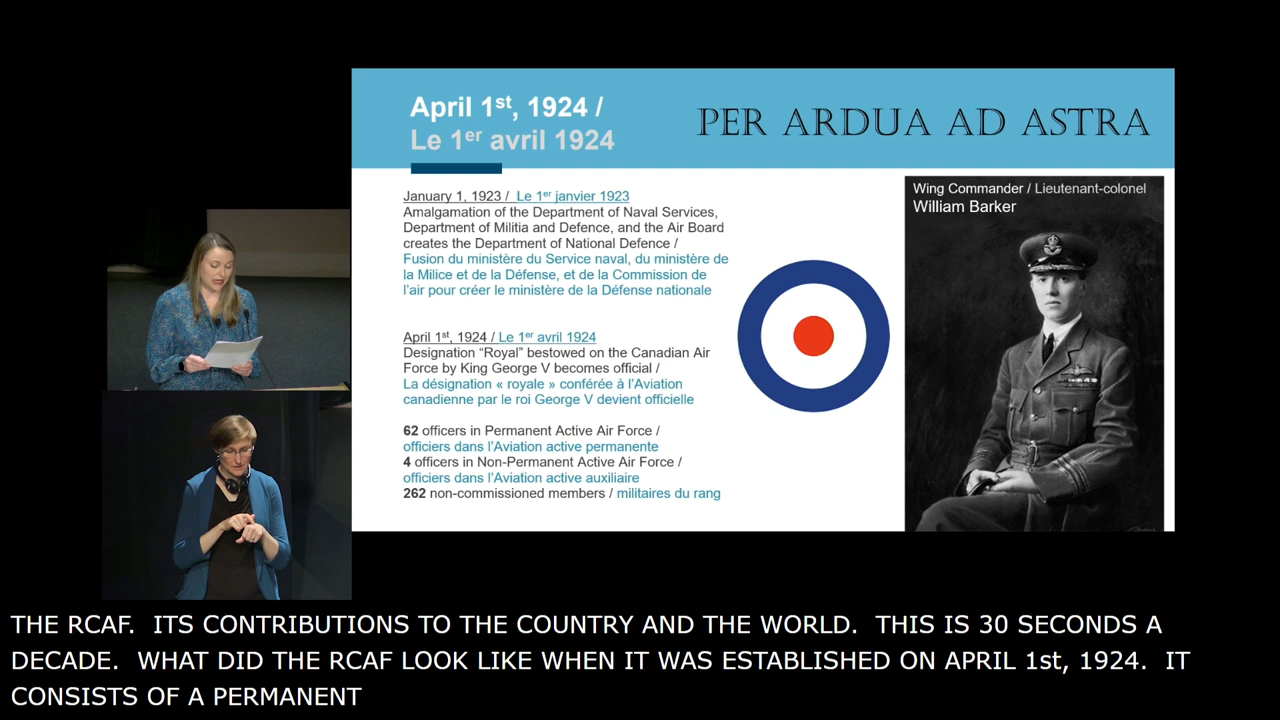 April 1st, 1924 /
Le 1er avril 1924
PER ARDUA AD ASTRA
January 1, 1923 / Le 1er janvier 1923
Amalgamation of the Department of Naval Services,
Department of Militia and Defence, and the Air Board
creates the Department of National Defence /
Fusion du ministère du Service naval, du ministère de
la Milice et de la Défense, et de la Commission de
l'air pour créer le ministère de la Défense nationale
April 1st, 1924 / Le 1er avril 1924
Designation “Royal” bestowed on the Canadian Air
Force by King George V becomes official /
La désignation « royale » conférée à l'Aviation
canadienne par le roi George V devient officielle
62 officers in Permanent Active Air Force /
officiers dans l'Aviation active permanente
4 officers in Non-Permanent Active Air Force /
officiers dans l'Aviation active auxiliaire
262 non-commissioned members / militaires du rang
Wing Commander / Lieutenant-colonel
William Barker
THE RCAF. ITS CONTRIBUTIONS TO THE COUNTRY AND THE WORLD. THIS IS 30 SECONDS A
DECADE. WHAT DID THE RCAF LOOK LIKE WHEN IT WAS ESTABLISHED ON APRIL 1st, 1924. IT
CONSISTS OF A PERMANENT